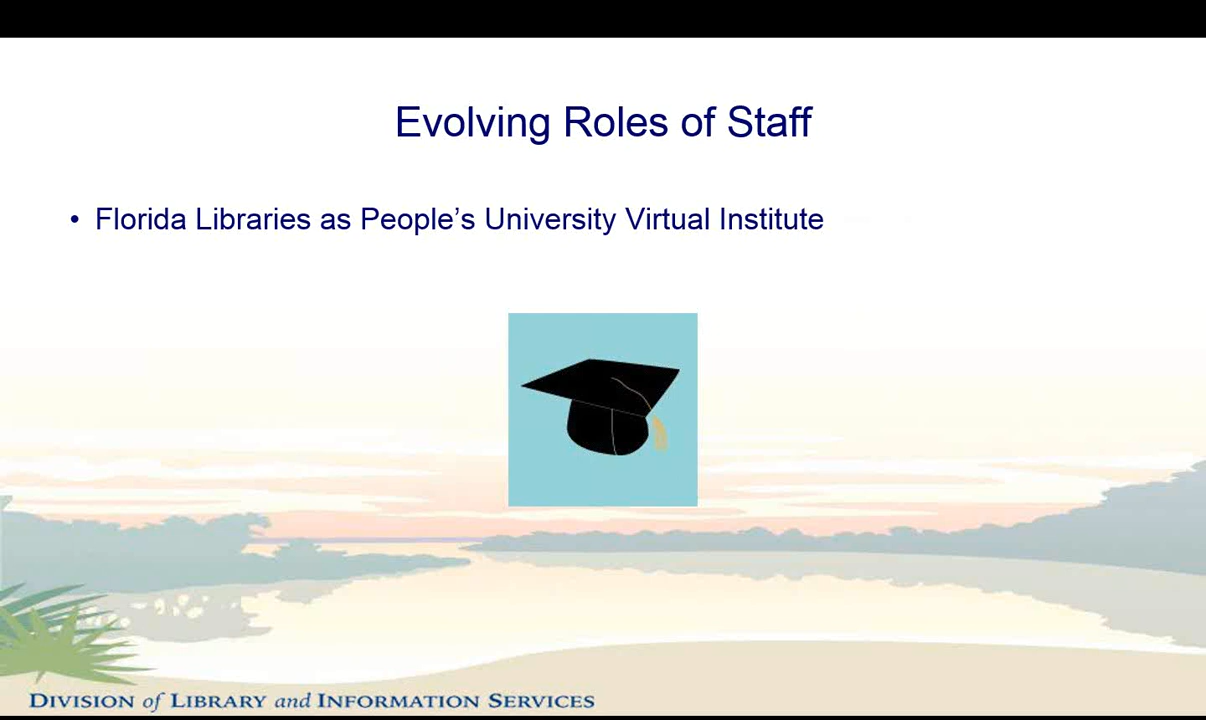 Evolving Roles of Staff
• Florida Libraries as People’s University Virtual Institute
DIVISION of LIBRARY and INFORMATION SERVICES